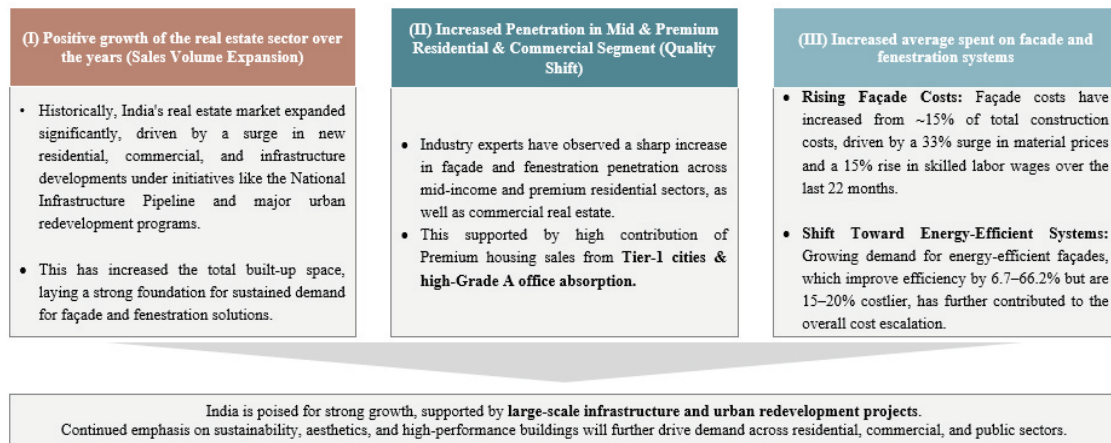 (I) Positive growth of the real estate sector over
the years (Sales Volume Expansion)
• Historically, India's real estate market expanded
significantly, driven by a surge in new
residential, commercial, and infrastructure
developments under initiatives like the National
Infrastructure Pipeline and major urban
redevelopment programs.
• This has increased the total built-up space,
laying a strong foundation for sustained demand
for façade and fenestration solutions.
(II) Increased Penetration in Mid & Premium
Residential & Commercial Segment (Quality
Shift)
• Industry experts have observed a sharp increase
in façade and fenestration penetration across
mid-income and premium residential sectors, as
well as commercial real estate.
• This supported by high contribution of
Premium housing sales from Tier-1 cities &
high-Grade A office absorption.
(III) Increased average spent on facade and
fenestration systems
• Rising Façade Costs: Façade costs have
increased from ~15% of total construction
costs, driven by a 33% surge in material prices
and a 15% rise in skilled labor wages over the
last 22 months.
• Shift Toward Energy-Efficient Systems:
Growing demand for energy-efficient façades,
which improve efficiency by 6.7–66.2% but are
15–20% costlier, has further contributed to the
overall cost escalation.
India is poised for strong growth, supported by large-scale infrastructure and urban redevelopment projects.
Continued emphasis on sustainability, aesthetics, and high-performance buildings will further drive demand across residential, commercial, and public sectors.